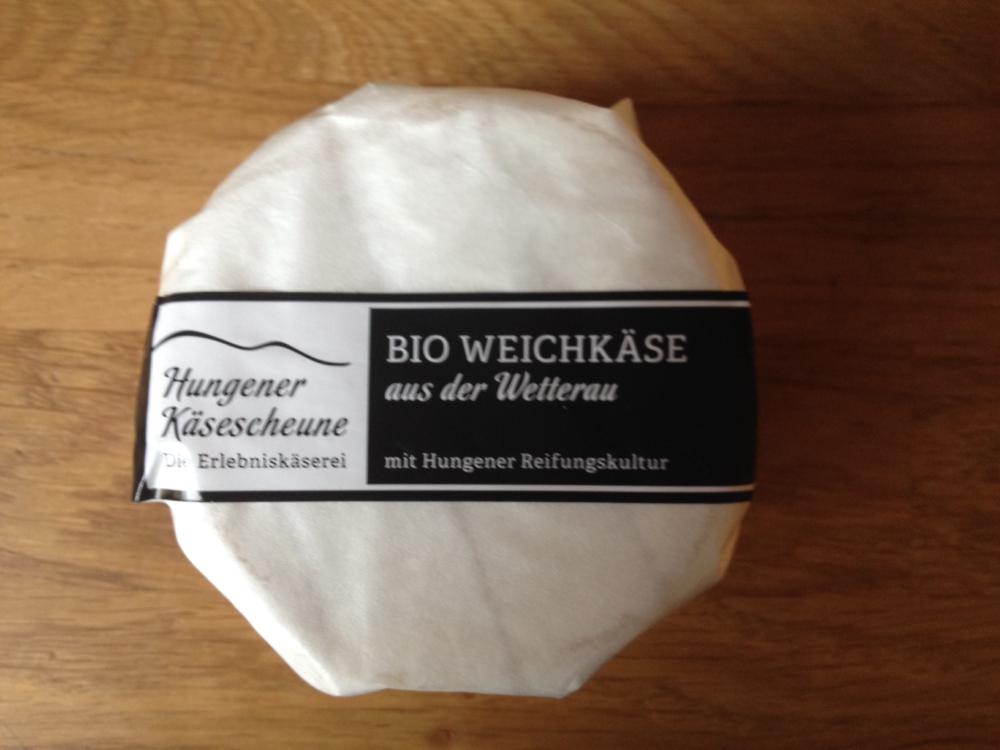 Hungener
Käsescheune
Die Erlebniskäserei
BIO WEICHKÄSE
aus der Wetterau
mit Hungener Reifungskultur